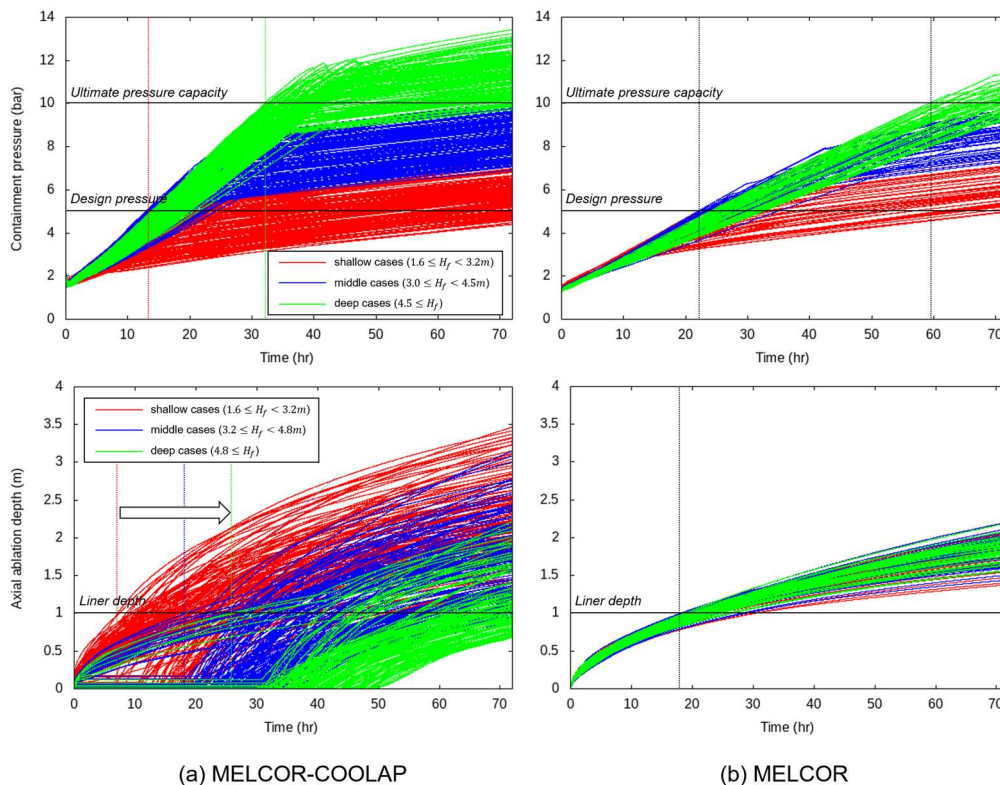 14
12
10
8
6
4
2
0
Containment pressure (bar)
Ultimate pressure capacity
Design pressure
shallow cases (1.6 ≤ H_f < 3.2m)
middle cases (3.0 ≤ H_f < 4.5m)
deep cases (4.5 ≤ H_f)
0 10 20 30 40 50 60 70
Time (hr)
14
12
10
8
6
4
2
0
Ultimate pressure capacity
Design pressure
0 10 20 30 40 50 60 70
Time (hr)
4
3.5
3
2.5
2
1.5
1
0.5
0
Axial ablation depth (m)
shallow cases (1.6 ≤ H_f < 3.2m)
middle cases (3.2 ≤ H_f < 4.8m)
deep cases (4.8 ≤ H_f)
Liner depth
0 10 20 30 40 50 60 70
Time (hr)
4
3.5
3
2.5
2
1.5
1
0.5
0
Liner depth
0 10 20 30 40 50 60 70
Time (hr)
(a) MELCOR-COOLAP
(b) MELCOR